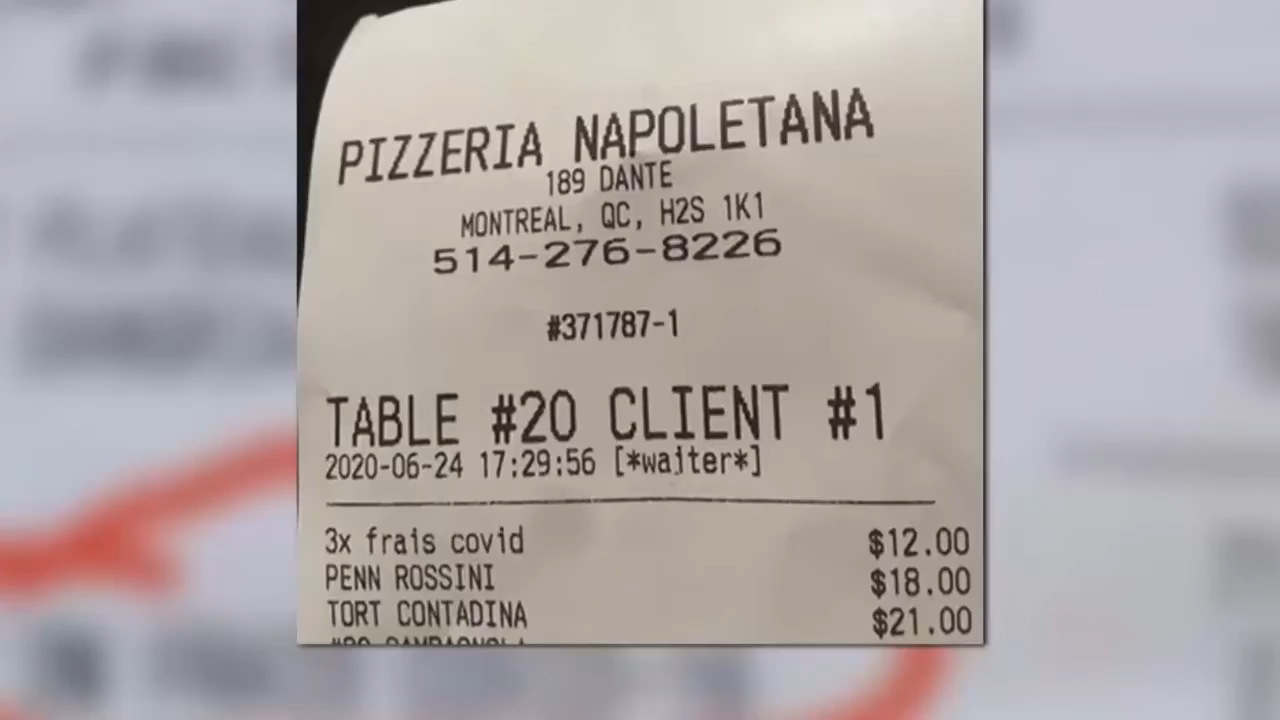 PIZZERIA NAPOLETANA
189 DANTE
MONTREAL, QC, H2S 1K1
514-276-8226
#371787-1
TABLE #20 CLIENT #1
2020-06-24 17:29:56 [*waiter*]
3x frais covid $12.00
PENN ROSSINI $18.00
TORT CONTADINA $21.00